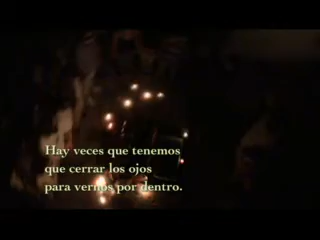 Hay veces que tenemos
que cerrar los ojos
para vernos por dentro.